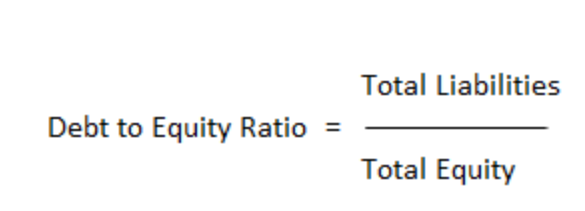 Total Liabilities
Debt to Equity Ratio =
Total Equity